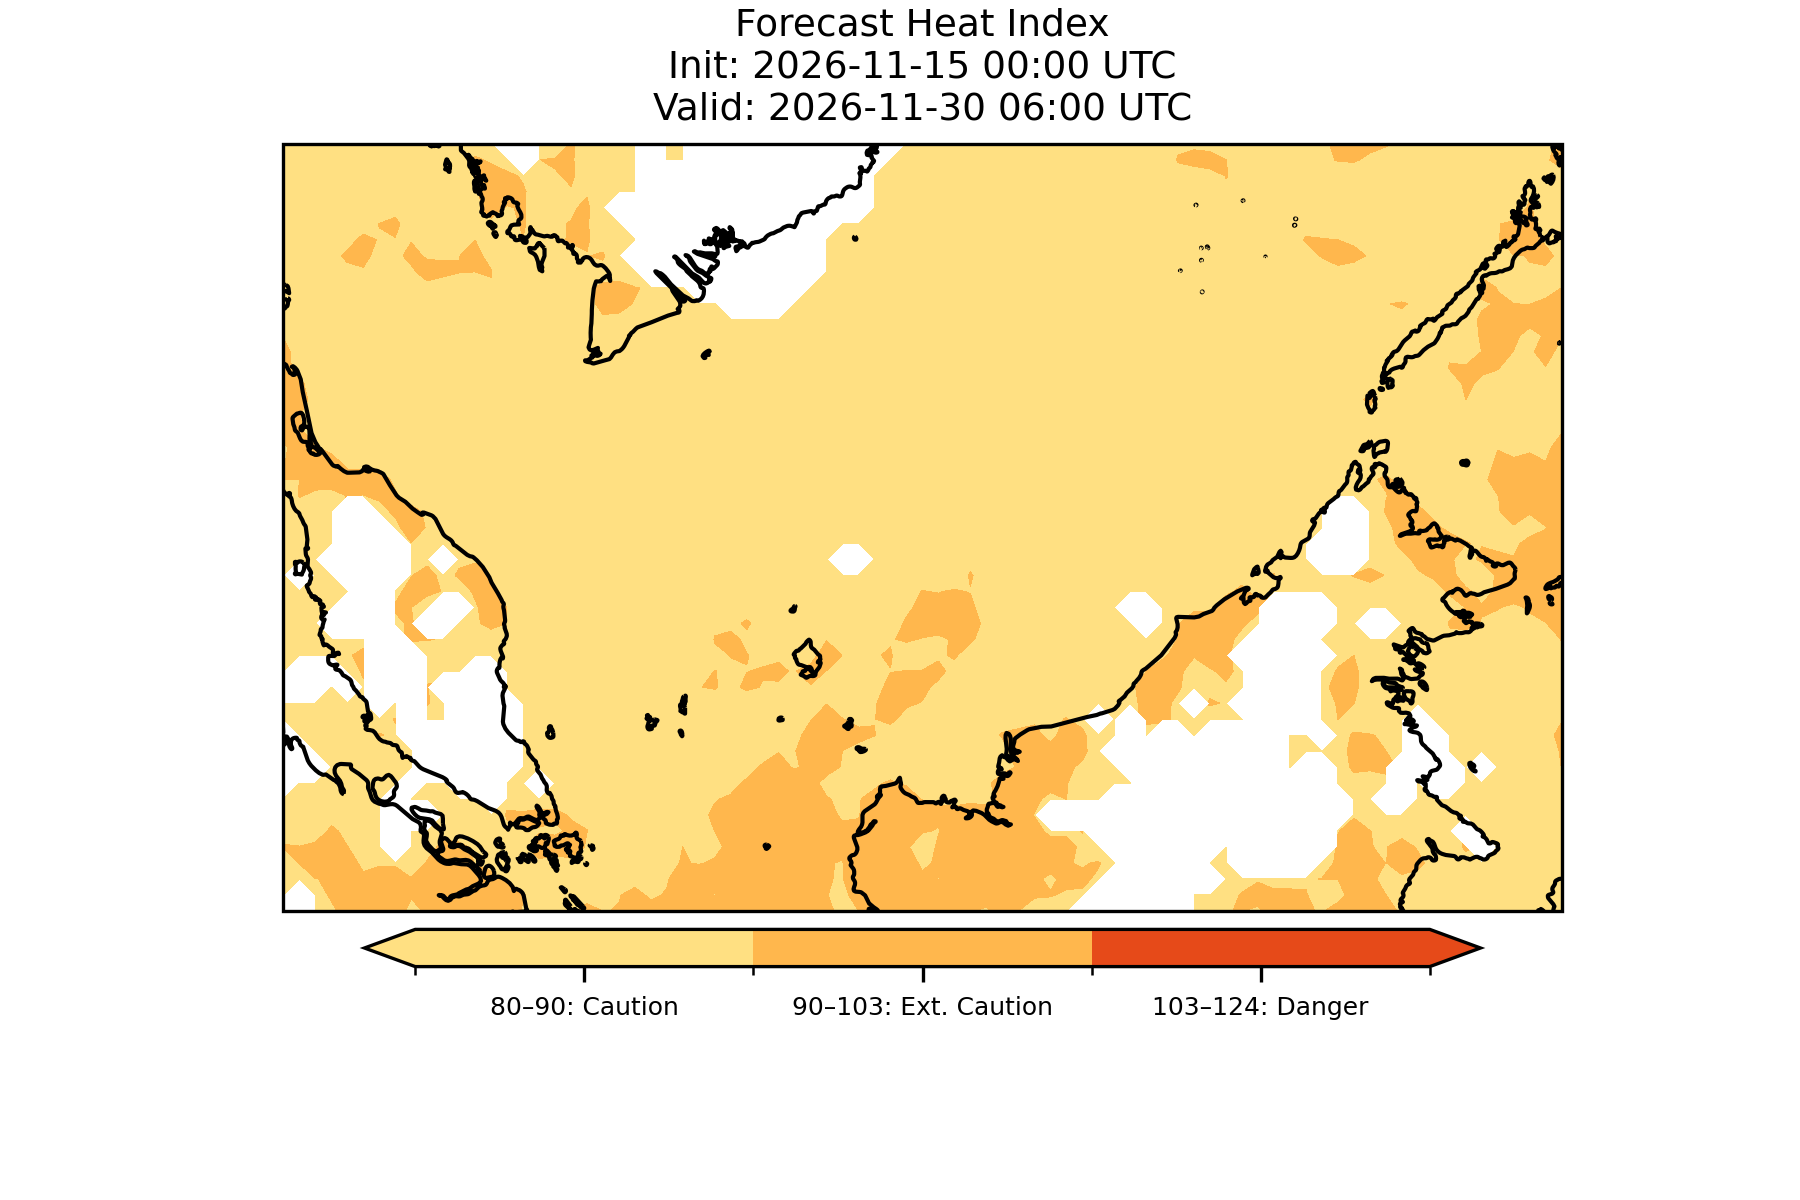 Forecast Heat Index
Init: 2026-11-15 00:00 UTC
Valid: 2026-11-30 06:00 UTC
80–90: Caution
90–103: Ext. Caution
103–124: Danger